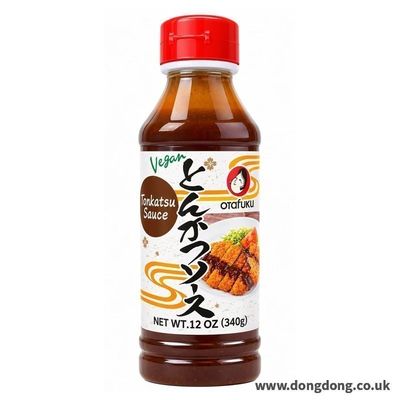 Vegan
Tonkatsu
Sauce
とんかつソース
OTAFUKU
NET WT.12 OZ (340g)
www.dongdong.co.uk